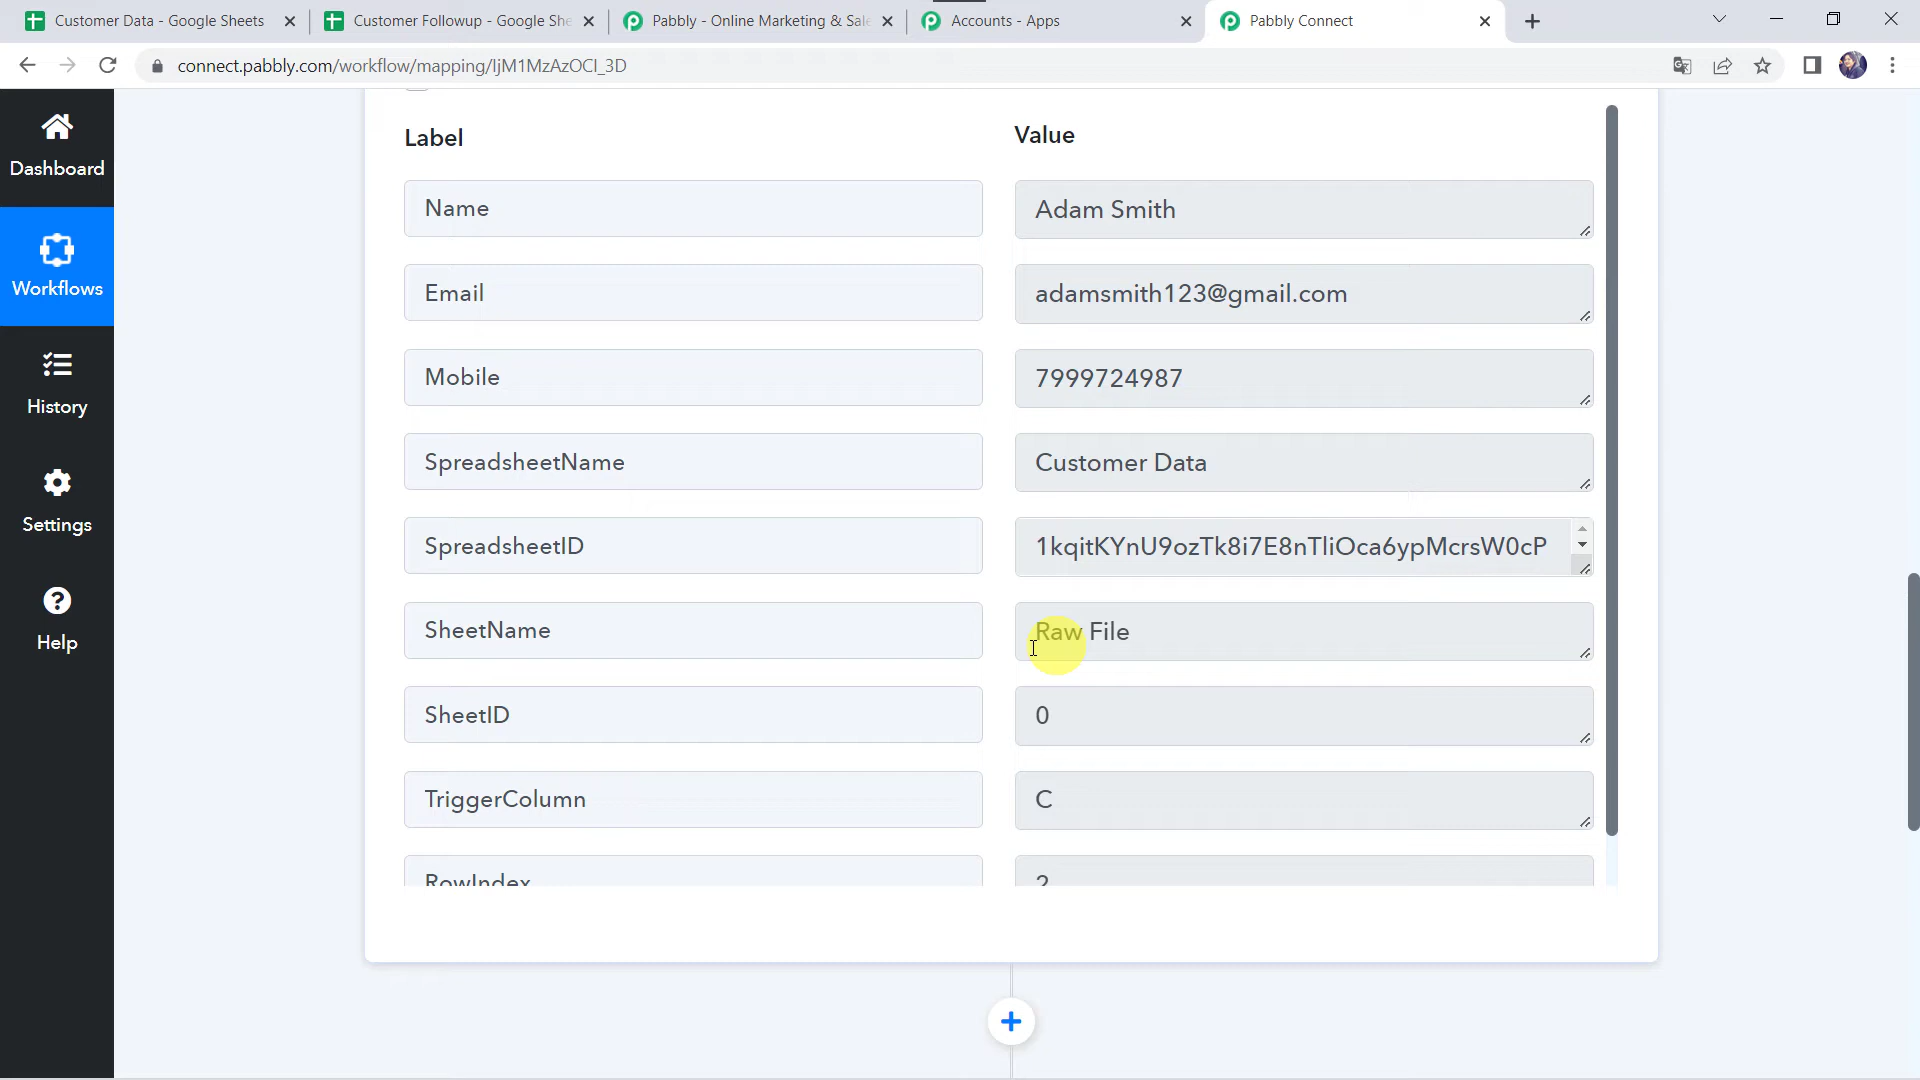 Customer Data - Google Sheets
Customer Followup - Google She
Pabbly - Online Marketing & Sale
Accounts - Apps
Pabbly Connect
connect.pabbly.com/workflow/mapping/IjM1MzAzOCI_3D
Dashboard
Workflows
History
Settings
Help
Label Value
Name Adam Smith
Email adamsmith123@gmail.com
Mobile 7999724987
SpreadsheetName Customer Data
SpreadsheetID 1kqitKYnU9ozTk8i7E8nTliOca6ypMcrsW0cP
SheetName Raw File
SheetID 0
TriggerColumn C
RowIndex 2